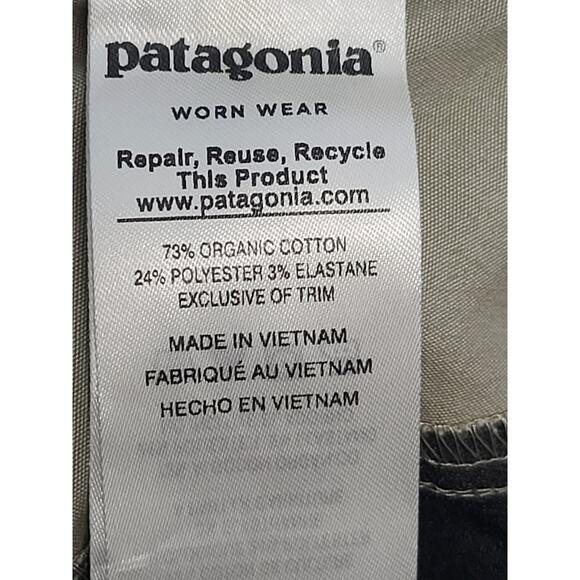 patagonia®
WORN WEAR
Repair, Reuse, Recycle
This Product
www.patagonia.com
73% ORGANIC COTTON
24% POLYESTER 3% ELASTANE
EXCLUSIVE OF TRIM
MADE IN VIETNAM
FABRIQUÉ AU VIETNAM
HECHO EN VIETNAM